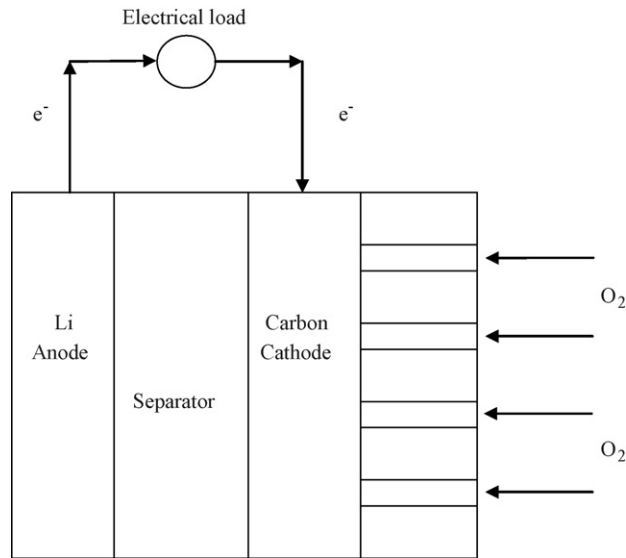 Electrical load
e-
e-
Li
Anode
Separator
Carbon
Cathode
O2
O2